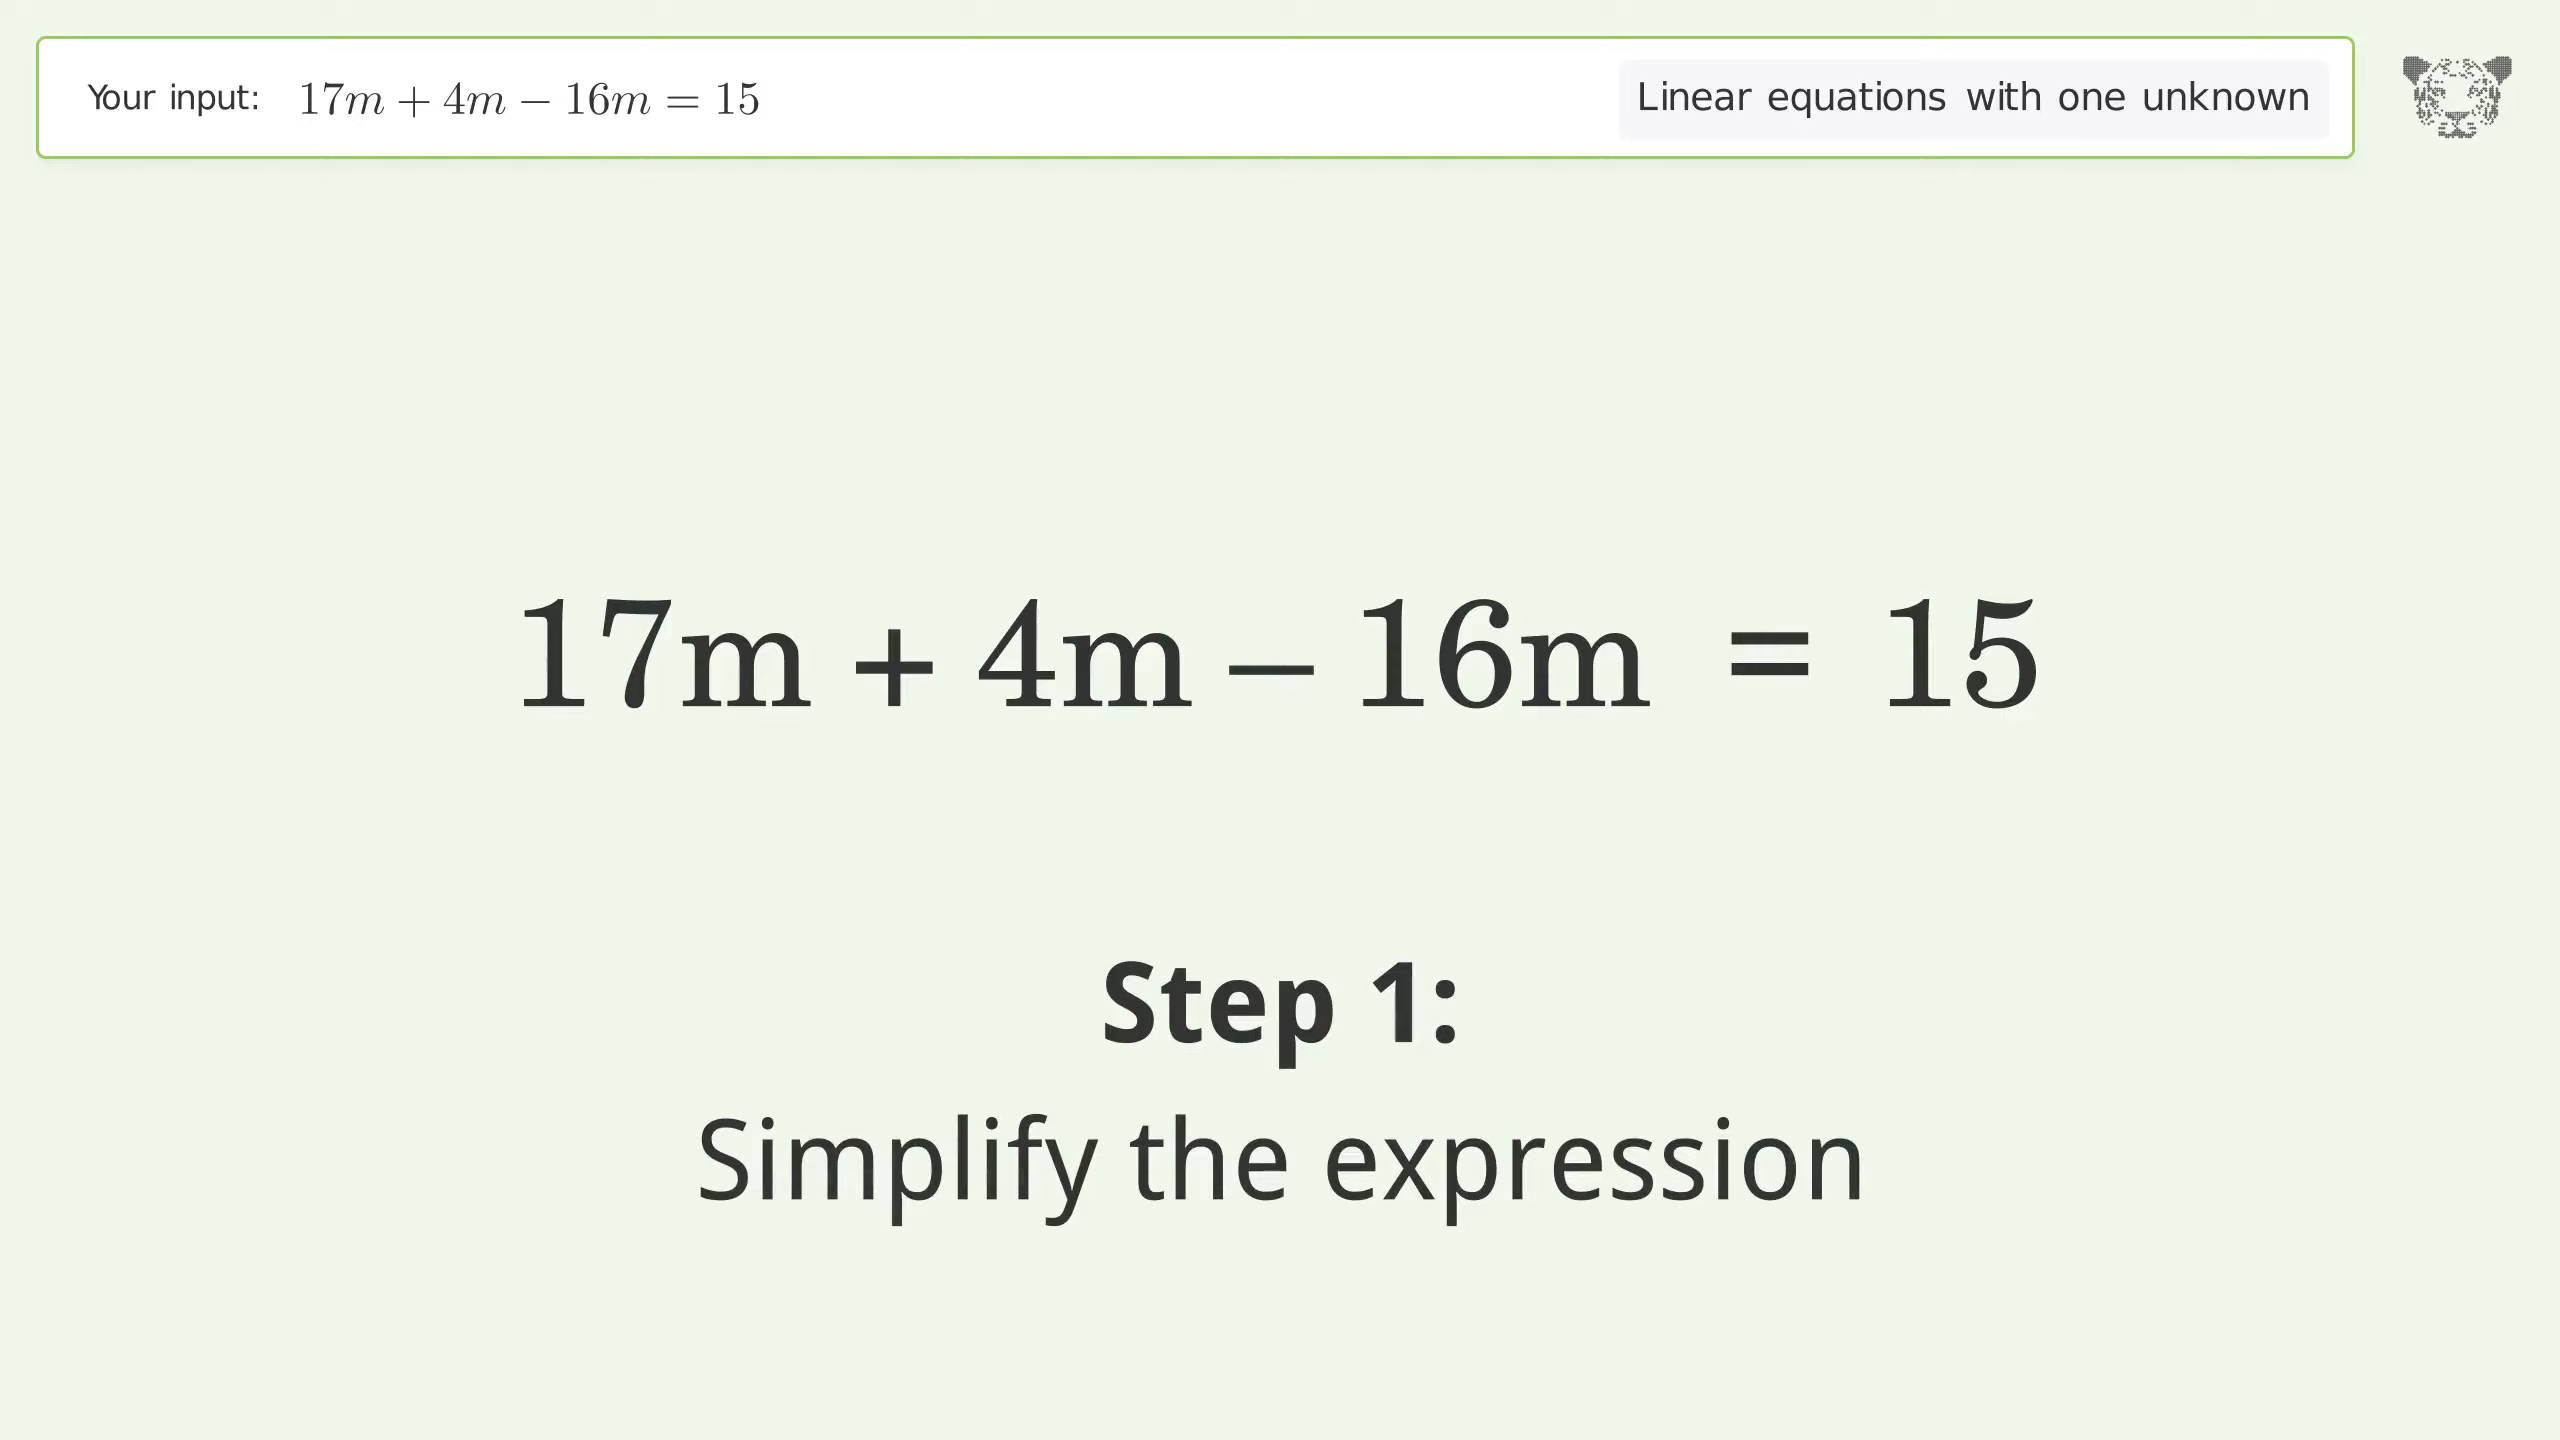 Your input: 17m + 4m − 16m = 15
Linear equations with one unknown
17m + 4m – 16m = 15
Step 1:
Simplify the expression